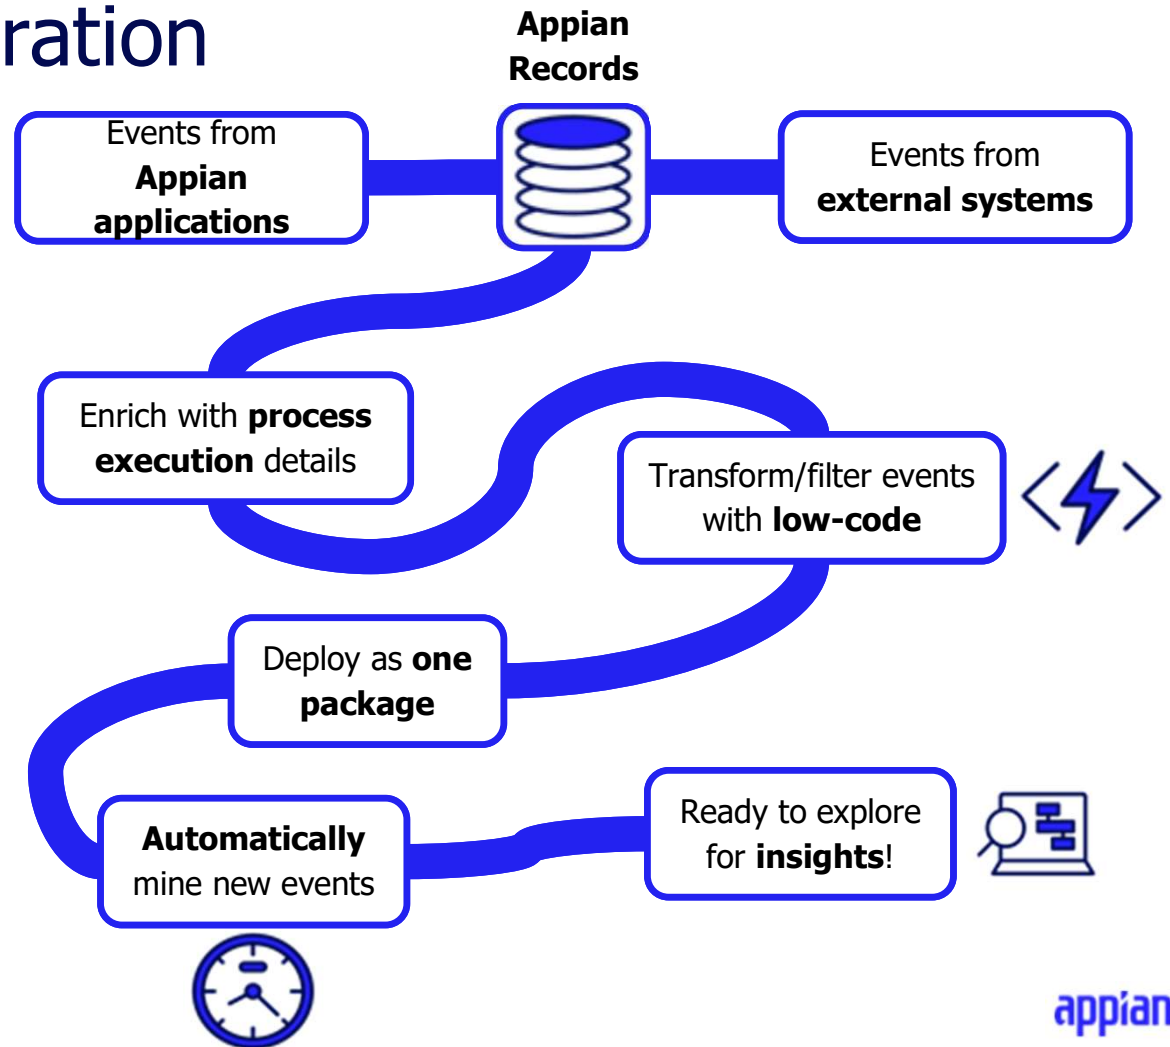 ration
Appian
Records
Events from
Appian
applications
Events from
external systems
Enrich with process
execution details
Transform/filter events
with low-code
Deploy as one
package
Automatically
mine new events
Ready to explore
for insights!
appian